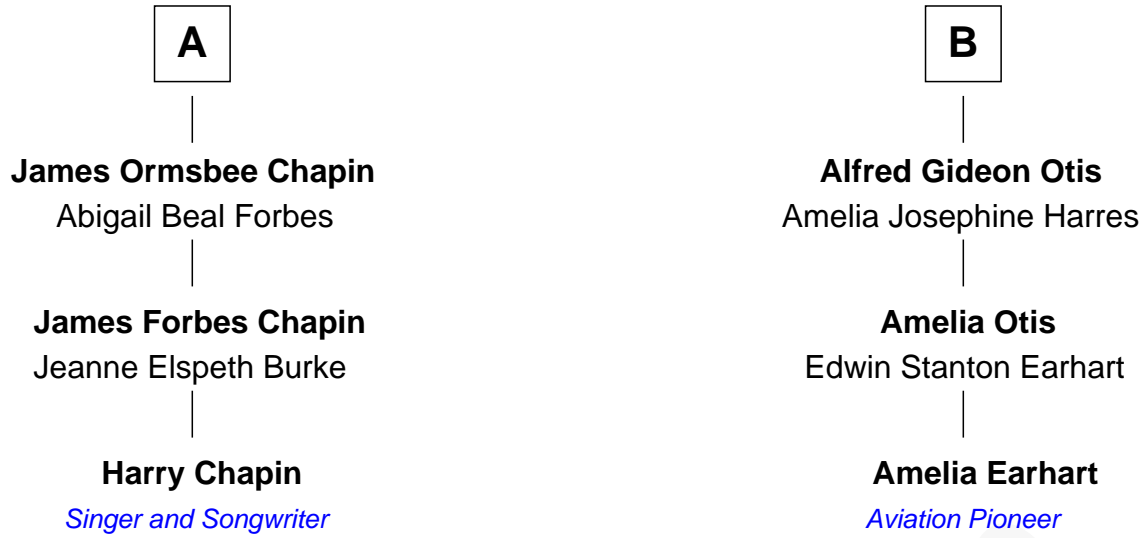 A
James Ormsbee Chapin
Abigail Beal Forbes
James Forbes Chapin
Jeanne Elspeth Burke
Harry Chapin
Singer and Songwriter
B
Alfred Gideon Otis
Amelia Josephine Harres
Amelia Otis
Edwin Stanton Earhart
Amelia Earhart
Aviation Pioneer